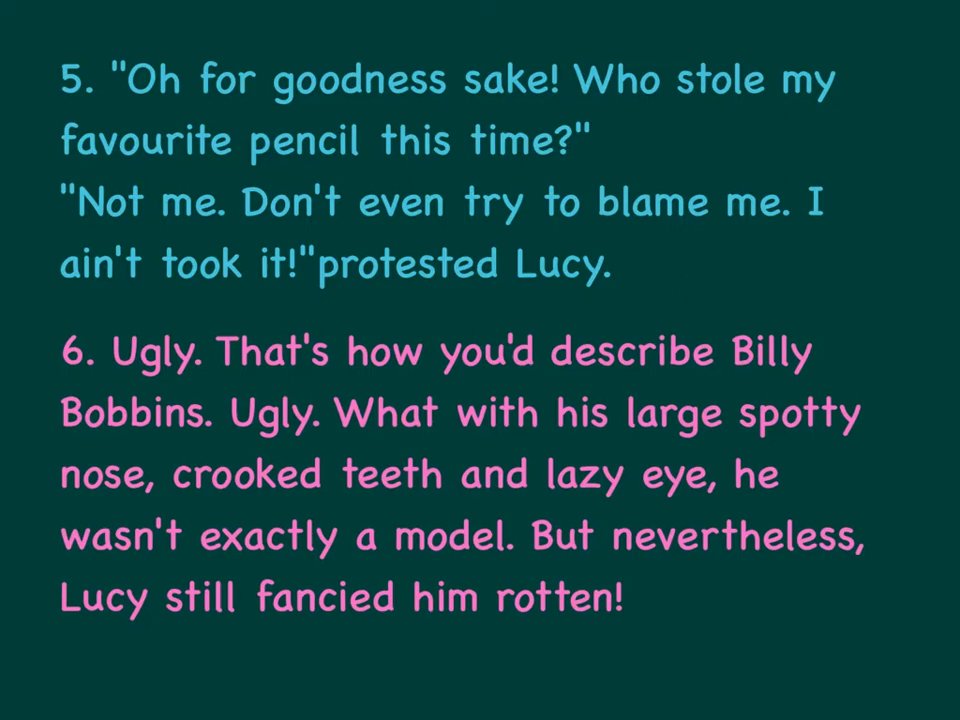 5. "Oh for goodness sake! Who stole my
favourite pencil this time?"
"Not me. Don't even try to blame me. I
ain't took it!"protested Lucy.
6. Ugly. That's how you'd describe Billy
Bobbins. Ugly. What with his large spotty
nose, crooked teeth and lazy eye, he
wasn't exactly a model. But nevertheless,
Lucy still fancied him rotten!